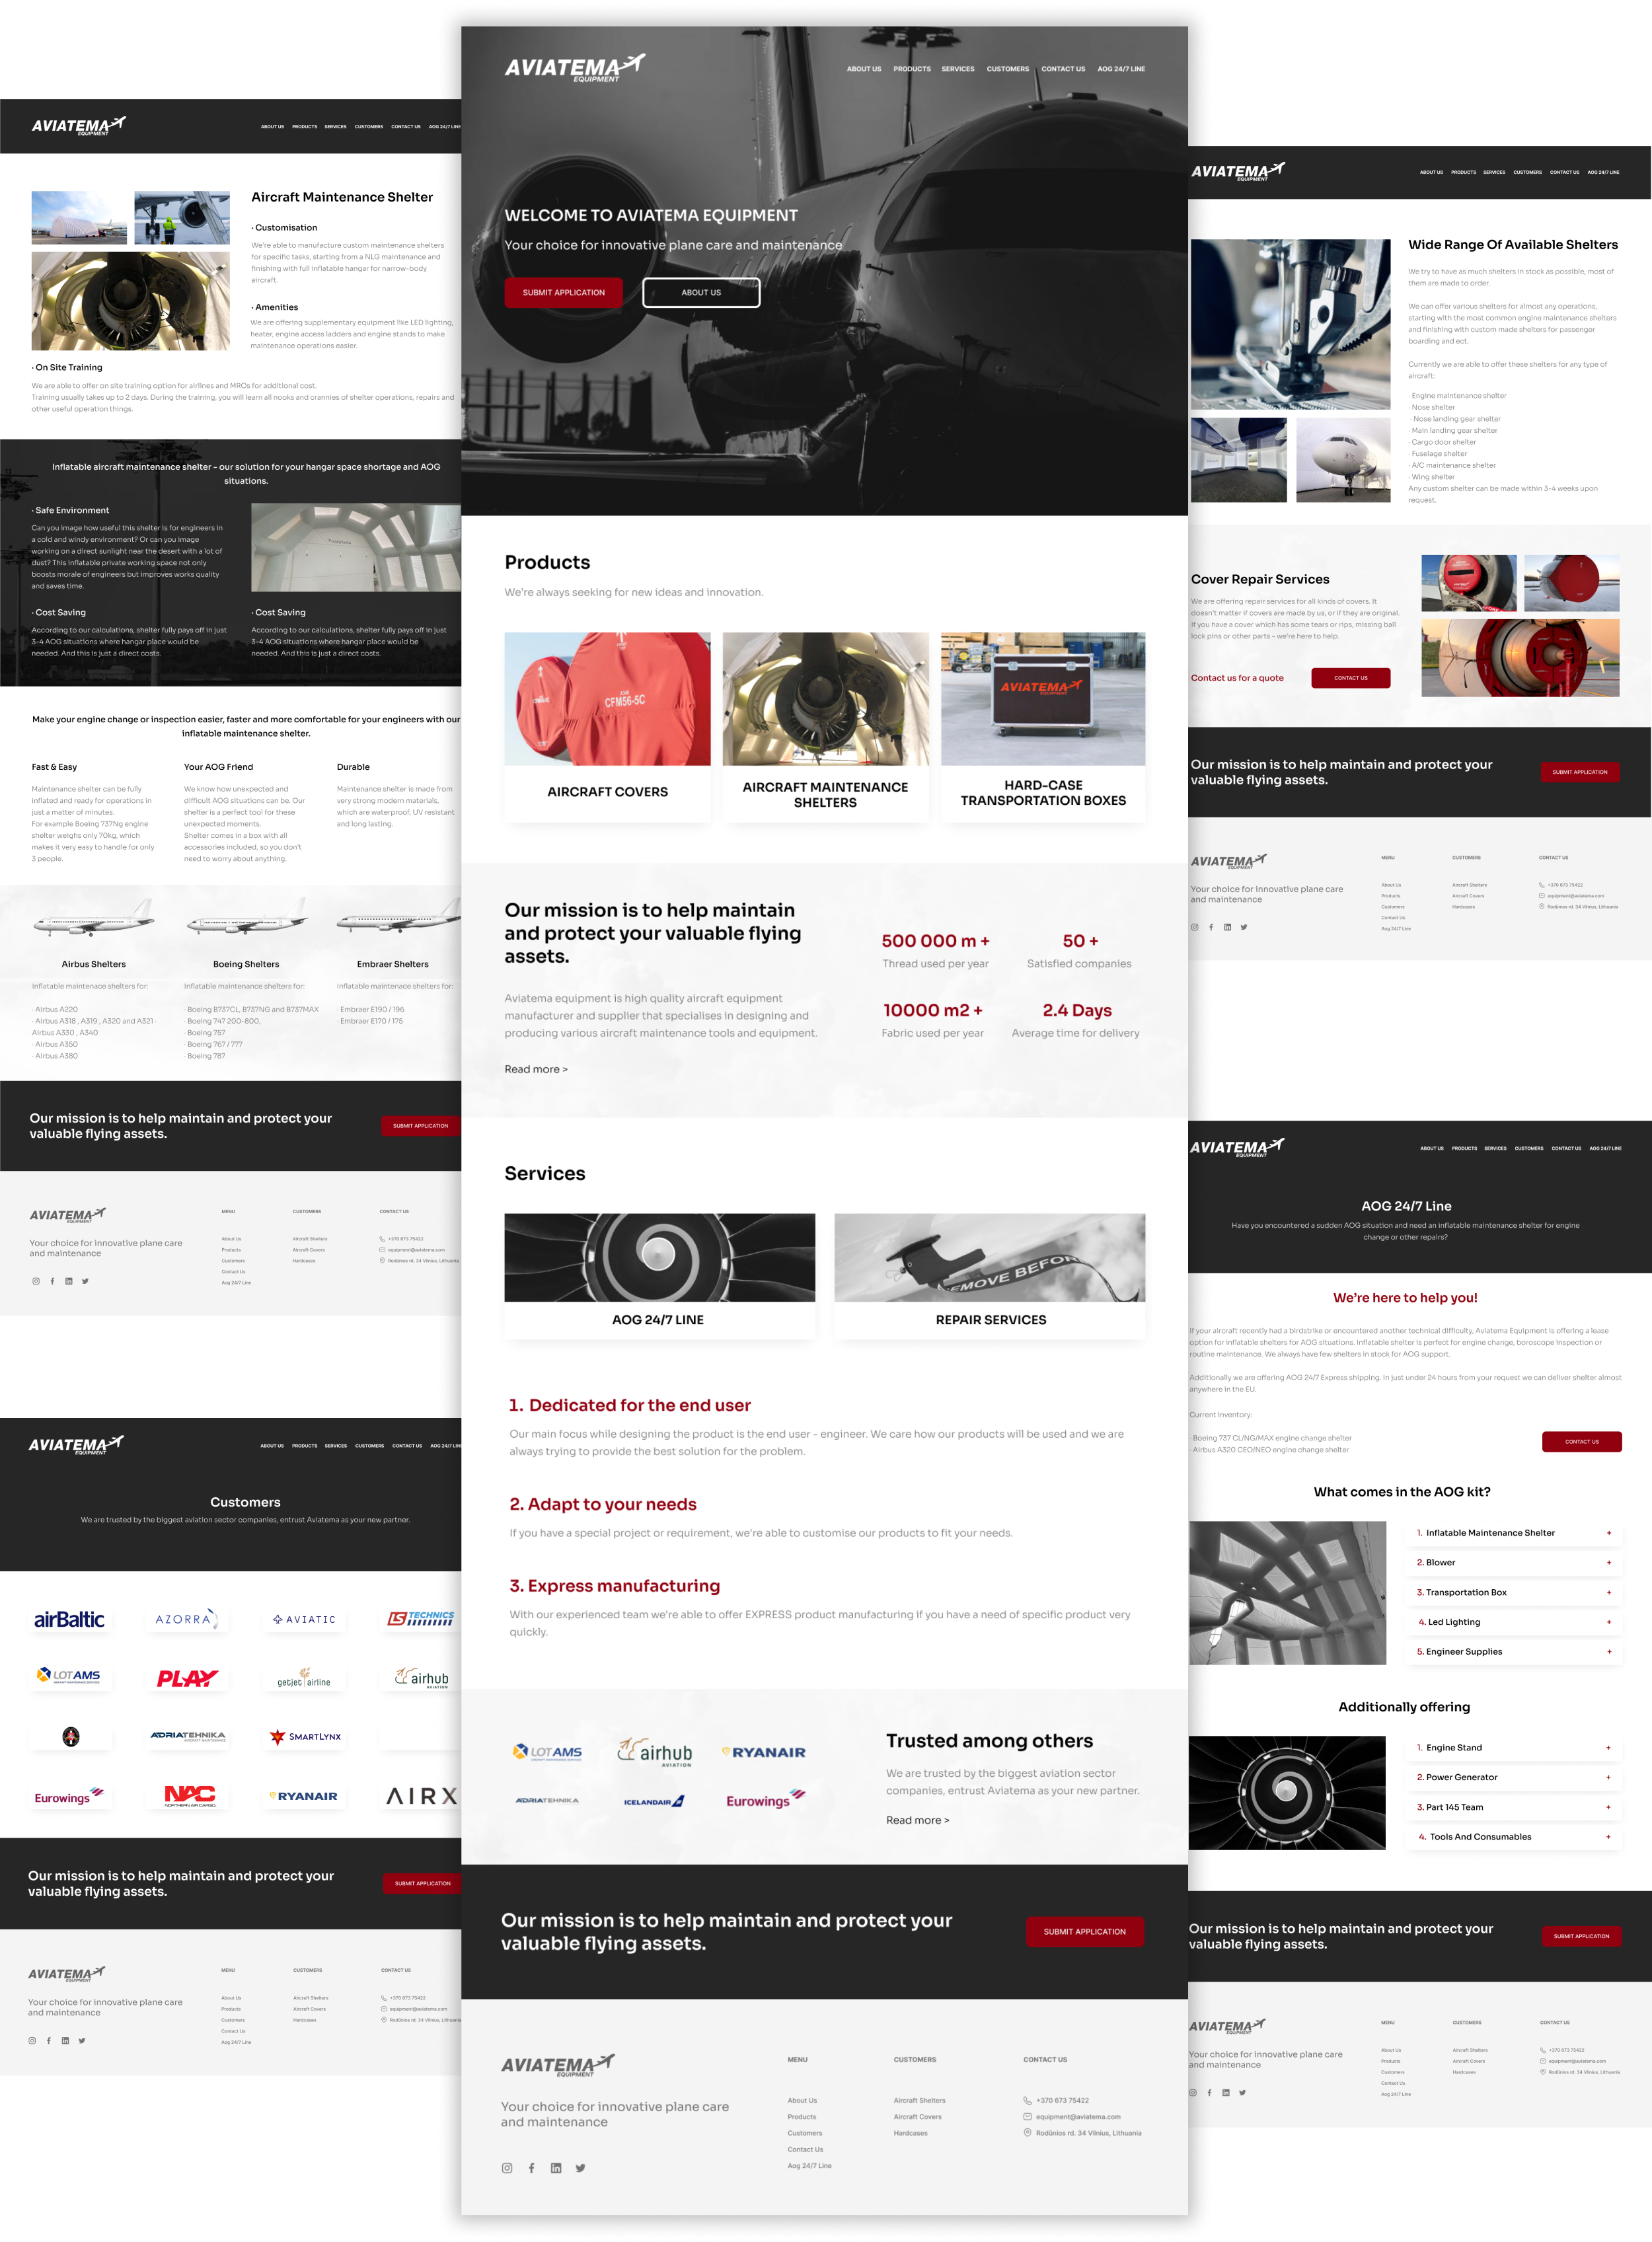 AVIATEMA
EQUIPMENT
ABOUT US PRODUCTS SERVICES CUSTOMERS CONTACT US AOG 24/7 LINE
Aircraft Maintenance Shelter
· Customisation
We're able to manufacture custom maintenance shelters
for specific tasks, starting from a NLG maintenance and
finishing with full inflatable hangar for narrow-body
aircraft.
· Amenities
We are offering supplementary equipment like LED lighting,
heater, engine access ladders and engine stands to make
maintenance operations easier.
· On Site Training
We are able to offer on site training option for airlines and MROs for additional cost.
Training usually takes up to 2 days. During the training, you will learn all nooks and crannies of shelter operations, repairs and
other useful operation things.
Inflatable aircraft maintenance shelter - our solution for your hangar space shortage and AOG
situations.
· Safe Environment
Can you image how useful this shelter is for engineers in
a cold and windy environment? Or can you image
working on a direct sunlight near the desert with a lot of
dust? This inflatable private working space not only
boosts morale of engineers but improves works quality
and saves time.
· Cost Saving
According to our calculations, shelter fully pays off in just
3-4 AOG situations where hangar place would be
needed. And this is just a direct costs.
· Cost Saving
According to our calculations, shelter fully pays off in just
3-4 AOG situations where hangar place would be
needed. And this is just a direct costs.
Make your engine change or inspection easier, faster and more comfortable for your engineers with our
inflatable maintenance shelter.
Fast & Easy
Maintenance shelter can be fully
inflated and ready for operations in
just a matter of minutes.
For example Boeing 737Ng engine
shelter weighs only 70kg, which
makes it very easy to handle for only
3 people.
Your AOG Friend
We know how unexpected and
difficult AOG situations can be. Our
shelter is a perfect tool for these
unexpected moments.
Shelter comes in a box with all
accessories included, so you don't
need to worry about anything.
Durable
Maintenance shelter is made from
very strong modern materials,
which are waterproof, UV resistant
and long lasting.
Airbus Shelters
Inflatable maintenace shelters for:
· Airbus A220
· Airbus A318 , A319 , A320 and A321 ·
Airbus A330 , A340
· Airbus A350
· Airbus A380
Boeing Shelters
Inflatable maintenance shelters for:
· Boeing B737CL, B737NG and B737MAX
· Boeing 747 200-800,
· Boeing 757
· Boeing 767 / 777
· Boeing 787
Embraer Shelters
Inflatable maintenace shelters for:
· Embraer E190 / 196
· Embraer E170 / 175
Our mission is to help maintain and protect your
valuable flying assets.
SUBMIT APPLICATION
AVIATEMA
EQUIPMENT
Your choice for innovative plane care
and maintenance
MENU
About Us
Products
Customers
Contact Us
Aog 24/7 Line
CUSTOMERS
Aircraft Shelters
Aircraft Covers
Hardcases
CONTACT US
+370 673 75422
equipment@aviatema.com
Rodūnios rd. 34 Vilnius, Lithuania
AVIATEMA
EQUIPMENT
ABOUT US PRODUCTS SERVICES CUSTOMERS CONTACT US AOG 24/7 LINE
Customers
We are trusted by the biggest aviation sector companies, entrust Aviatema as your new partner.
airBaltic
AZORRA
AVIATIC
LS TECHNICS
LOTAMS
AIRCRAFT MAINTENANCE SERVICES
PLAY
getjet airline
airhub
AVIATION
ADRIATEHNIKA
AIRCRAFT MAINTENANCE
SMARTLYNX
Eurowings
NAC
NORTHERN AIR CARGO
RYANAIR
AIRX
Our mission is to help maintain and protect your
valuable flying assets.
SUBMIT APPLICATION
AVIATEMA
EQUIPMENT
Your choice for innovative plane care
and maintenance
MENU
About Us
Products
Customers
Contact Us
Aog 24/7 Line
CUSTOMERS
Aircraft Shelters
Aircraft Covers
Hardcases
CONTACT US
+370 673 75422
equipment@aviatema.com
Rodūnios rd. 34 Vilnius, Lithuania
AVIATEMA
EQUIPMENT
ABOUT US PRODUCTS SERVICES CUSTOMERS CONTACT US AOG 24/7 LINE
WELCOME TO AVIATEMA EQUIPMENT
Your choice for innovative plane care and maintenance
SUBMIT APPLICATION
ABOUT US
Products
We're always seeking for new ideas and innovation.
CFM56-5C
AVIATEMA
AIRCRAFT COVERS
AIRCRAFT MAINTENANCE
SHELTERS
HARD-CASE
TRANSPORTATION BOXES
Our mission is to help maintain
and protect your valuable flying
assets.
Aviatema equipment is high quality aircraft equipment
manufacturer and supplier that specialises in designing and
producing various aircraft maintenance tools and equipment.
Read more >
500 000 m +
Thread used per year
50 +
Satisfied companies
10000 m2 +
Fabric used per year
2.4 Days
Average time for delivery
Services
REMOVE BEFOR
AOG 24/7 LINE
REPAIR SERVICES
1. Dedicated for the end user
Our main focus while designing the product is the end user - engineer. We care how our products will be used and we are
always trying to provide the best solution for the problem.
2. Adapt to your needs
If you have a special project or requirement, we're able to customise our products to fit your needs.
3. Express manufacturing
With our experienced team we're able to offer EXPRESS product manufacturing if you have a need of specific product very
quickly.
LOTAMS
AIRCRAFT MAINTENANCE SERVICES
airhub
AVIATION
RYANAIR
ADRIATEHNIKA
ICELANDAIR
Eurowings
Trusted among others
We are trusted by the biggest aviation sector
companies, entrust Aviatema as your new partner.
Read more >
Our mission is to help maintain and protect your
valuable flying assets.
SUBMIT APPLICATION
AVIATEMA
EQUIPMENT
Your choice for innovative plane care
and maintenance
MENU
About Us
Products
Customers
Contact Us
Aog 24/7 Line
CUSTOMERS
Aircraft Shelters
Aircraft Covers
Hardcases
CONTACT US
+370 673 75422
equipment@aviatema.com
Rodūnios rd. 34 Vilnius, Lithuania
AVIATEMA
EQUIPMENT
ABOUT US PRODUCTS SERVICES CUSTOMERS CONTACT US AOG 24/7 LINE
Wide Range Of Available Shelters
We try to have as much shelters in stock as possible, most of
them are made to order.
We can offer various shelters for almost any operations,
starting with the most common engine maintenance shelters
and finishing with custom made shelters for passenger
boarding and ect.
Currently we are able to offer these shelters for any type of
aircraft:
· Engine maintenance shelter
· Nose shelter
· Nose landing gear shelter
· Main landing gear shelter
· Cargo door shelter
· Fuselage shelter
· A/C maintenance shelter
· Wing shelter
Any custom shelter can be made within 3-4 weeks upon
request.
Cover Repair Services
We are offering repair services for all kinds of covers. It
doesn't matter if covers are made by us, or if they are original.
If you have a cover which has some tears or rips, missing ball
lock pins or other parts – we're here to help.
Contact us for a quote
CONTACT US
Our mission is to help maintain and protect your
valuable flying assets.
SUBMIT APPLICATION
AVIATEMA
EQUIPMENT
Your choice for innovative plane care
and maintenance
MENU
About Us
Products
Customers
Contact Us
Aog 24/7 Line
CUSTOMERS
Aircraft Shelters
Aircraft Covers
Hardcases
CONTACT US
+370 673 75422
equipment@aviatema.com
Rodūnios rd. 34 Vilnius, Lithuania
AVIATEMA
EQUIPMENT
ABOUT US PRODUCTS SERVICES CUSTOMERS CONTACT US AOG 24/7 LINE
AOG 24/7 Line
Have you encountered a sudden AOG situation and need an inflatable maintenance shelter for engine
change or other repairs?
We're here to help you!
If your aircraft recently had a birdstrike or encountered another technical difficulty, Aviatema Equipment is offering a lease
option for inflatable shelters for AOG situations. Inflatable shelter is perfect for engine change, boroscope inspection or
routine maintenance. We always have few shelters in stock for AOG support.
Additionally we are offering AOG 24/7 Express shipping. In just under 24 hours from your request we can deliver shelter almost
anywhere in the EU.
Current inventory:
· Boeing 737 CL/NG/MAX engine change shelter
· Airbus A320 CEO/NEO engine change shelter
CONTACT US
What comes in the AOG kit?
1. Inflatable Maintenance Shelter +
2. Blower +
3. Transportation Box +
4. Led Lighting +
5. Engineer Supplies +
Additionally offering
1. Engine Stand +
2. Power Generator +
3. Part 145 Team +
4. Tools And Consumables +
Our mission is to help maintain and protect your
valuable flying assets.
SUBMIT APPLICATION
AVIATEMA
EQUIPMENT
Your choice for innovative plane care
and maintenance
MENU
About Us
Products
Customers
Contact Us
Aog 24/7 Line
CUSTOMERS
Aircraft Shelters
Aircraft Covers
Hardcases
CONTACT US
+370 673 75422
equipment@aviatema.com
Rodūnios rd. 34 Vilnius, Lithuania